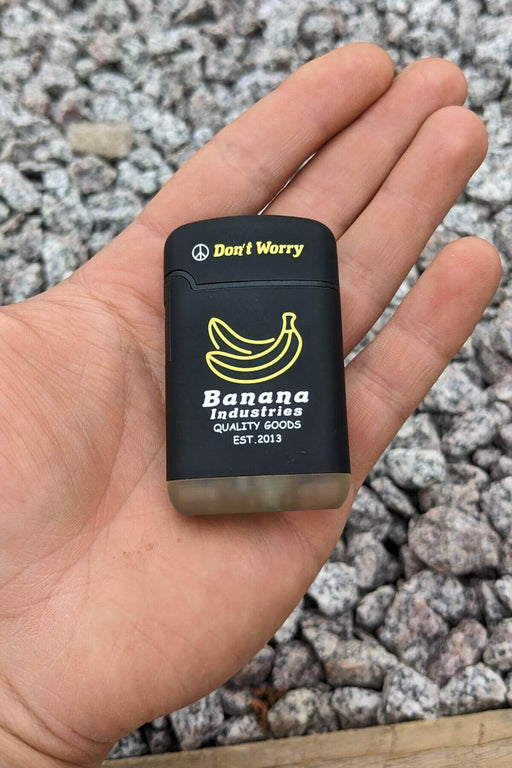 Don't Worry
Banana
Industries
QUALITY GOODS
EST.2013